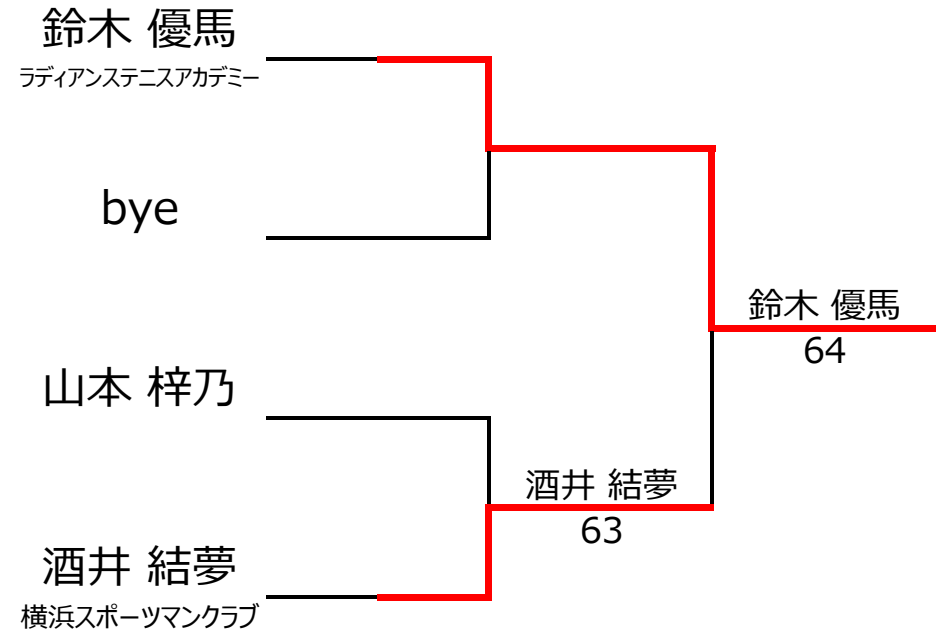 鈴木 優馬
ラディアンステニスアカデミー
bye
鈴木 優馬
64
山本 梓乃
酒井 結夢
63
酒井 結夢
横浜スポーツマンクラブ